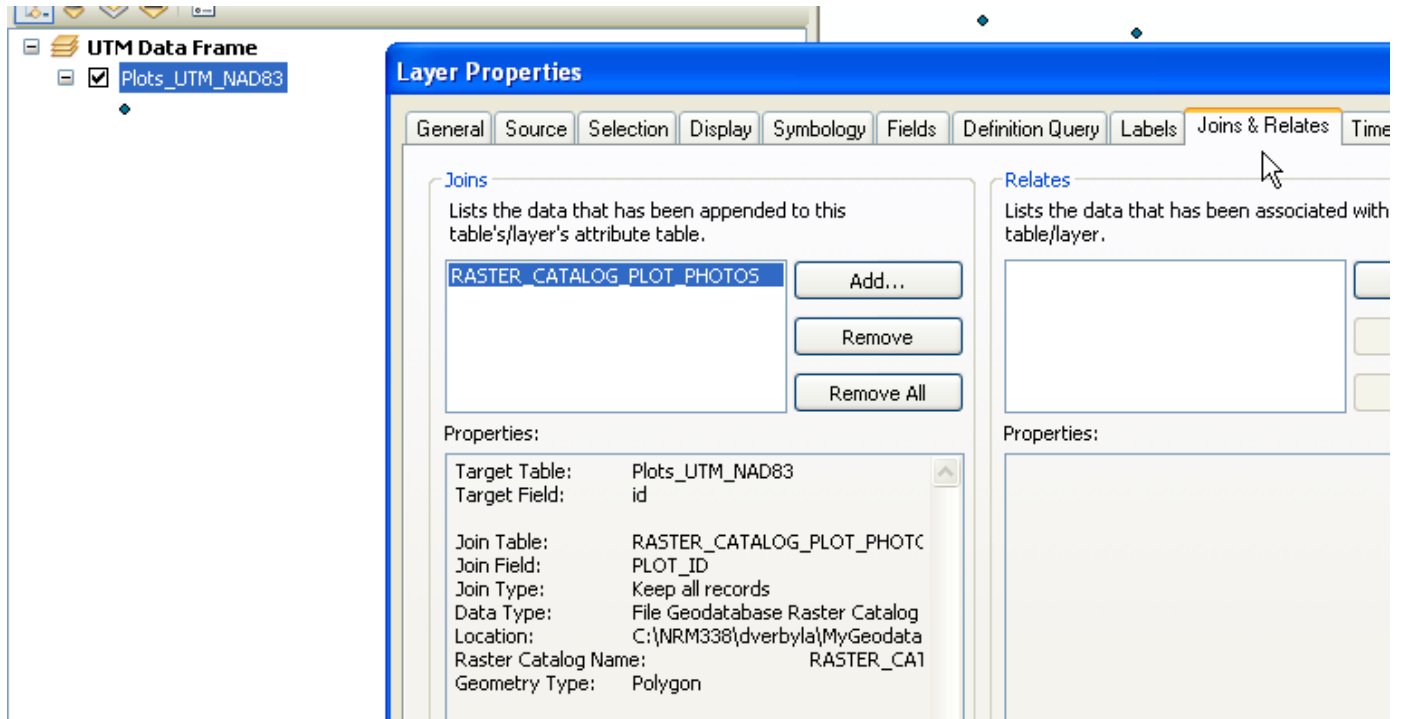 UTM Data Frame
Plots_UTM_NAD83
Layer Properties
General Source Selection Display Symbology Fields Definition Query Labels Joins & Relates Time
Joins
Lists the data that has been appended to this
table's/layer's attribute table.
RASTER_CATALOG_PLOT_PHOTOS
Add...
Remove
Remove All
Properties:
Target Table: Plots_UTM_NAD83
Target Field: id
Join Table: RASTER_CATALOG_PLOT_PHOTO
Join Field: PLOT_ID
Join Type: Keep all records
Data Type: File Geodatabase Raster Catalog
Location: C:\NRM338\dverbyla\MyGeodata
Raster Catalog Name: RASTER_CAT
Geometry Type: Polygon
Relates
Lists the data that has been associated with
table/layer.
Properties: